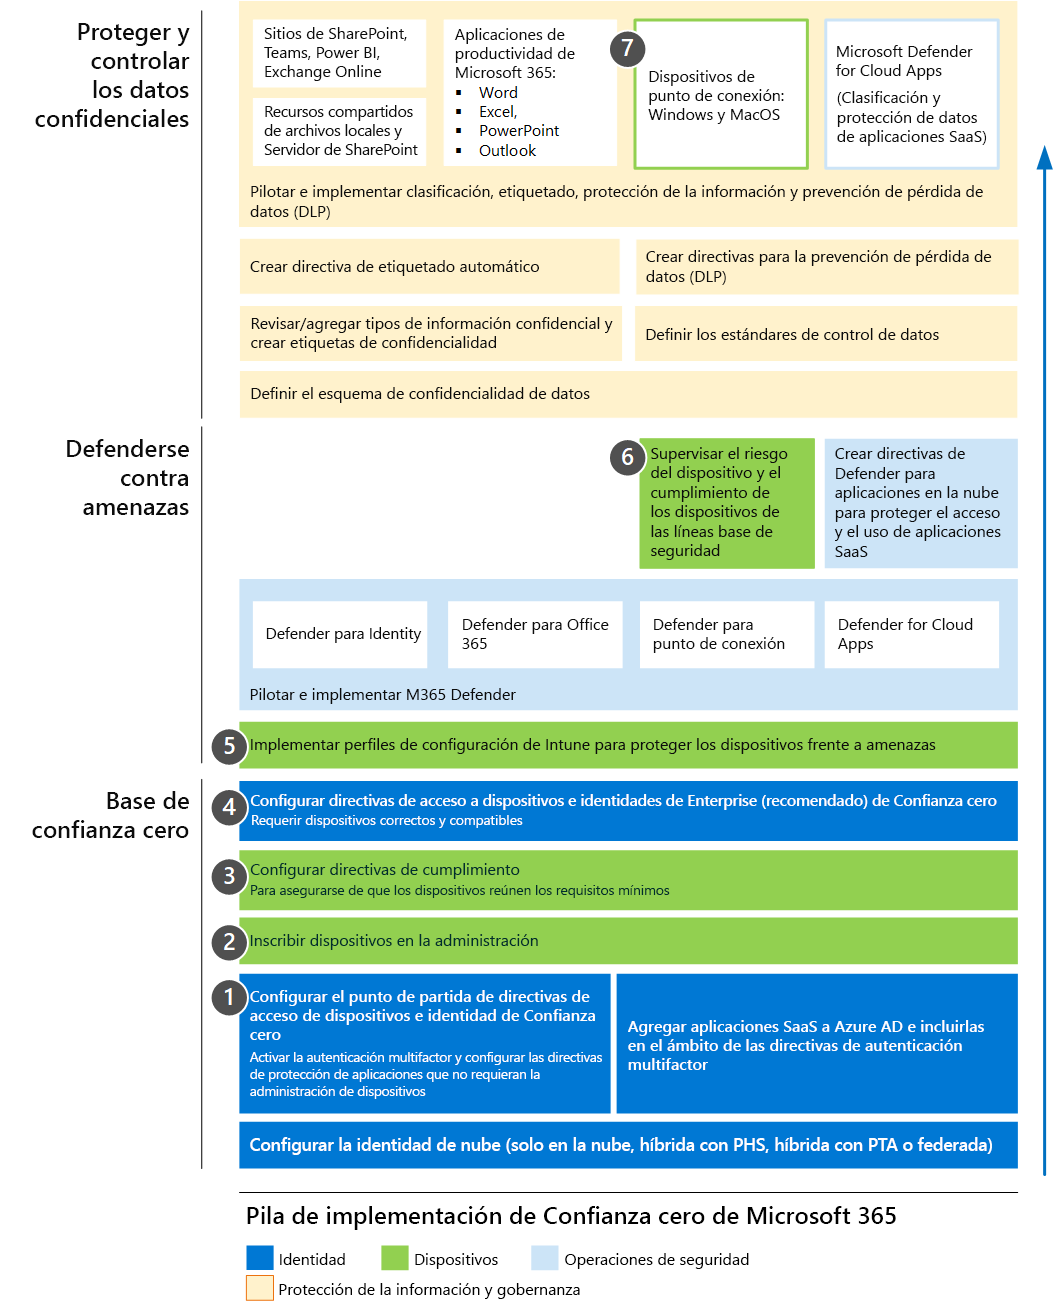 Proteger y
controlar
los datos
confidenciales
Sitios de SharePoint,
Teams, Power BI,
Exchange Online
Recursos compartidos
de archivos locales y
Servidor de SharePoint
Aplicaciones de
productividad de
Microsoft 365:
▪ Word
▪ Excel,
▪ PowerPoint
▪ Outlook
7
Dispositivos de
punto de conexión:
Windows y MacOS
Microsoft Defender
for Cloud Apps
(Clasificación y
protección de datos
de aplicaciones SaaS)
Pilotar e implementar clasificación, etiquetado, protección de la información y prevención de pérdida de
datos (DLP)
Crear directiva de etiquetado automático
Crear directivas para la prevención de pérdida de
datos (DLP)
Revisar/agregar tipos de información confidencial y
crear etiquetas de confidencialidad
Definir los estándares de control de datos
Definir el esquema de confidencialidad de datos
Defenderse
contra
amenazas
6
Supervisar el riesgo
del dispositivo y el
cumplimiento de
los dispositivos de
las líneas base de
seguridad
Crear directivas de
Defender para
aplicaciones en la nube
para proteger el acceso
y el uso de aplicaciones
SaaS
Defender para Identity
Defender para Office
365
Defender para
punto de conexión
Defender for Cloud
Apps
Pilotar e implementar M365 Defender
5
Implementar perfiles de configuración de Intune para proteger los dispositivos frente a amenazas
Base de
confianza cero
4
Configurar directivas de acceso a dispositivos e identidades de Enterprise (recomendado) de Confianza cero
Requerir dispositivos correctos y compatibles
3
Configurar directivas de cumplimiento
Para asegurarse de que los dispositivos reúnen los requisitos mínimos
2
Inscribir dispositivos en la administración
1
Configurar el punto de partida de directivas de
acceso de dispositivos e identidad de Confianza
cero
Activar la autenticación multifactor y configurar las directivas
de protección de aplicaciones que no requieran la
administración de dispositivos
Agregar aplicaciones SaaS a Azure AD e incluirlas
en el ámbito de las directivas de autenticación
multifactor
Configurar la identidad de nube (solo en la nube, híbrida con PHS, híbrida con PTA o federada)
Pila de implementación de Confianza cero de Microsoft 365
Identidad
Dispositivos
Operaciones de seguridad
Protección de la información y gobernanza